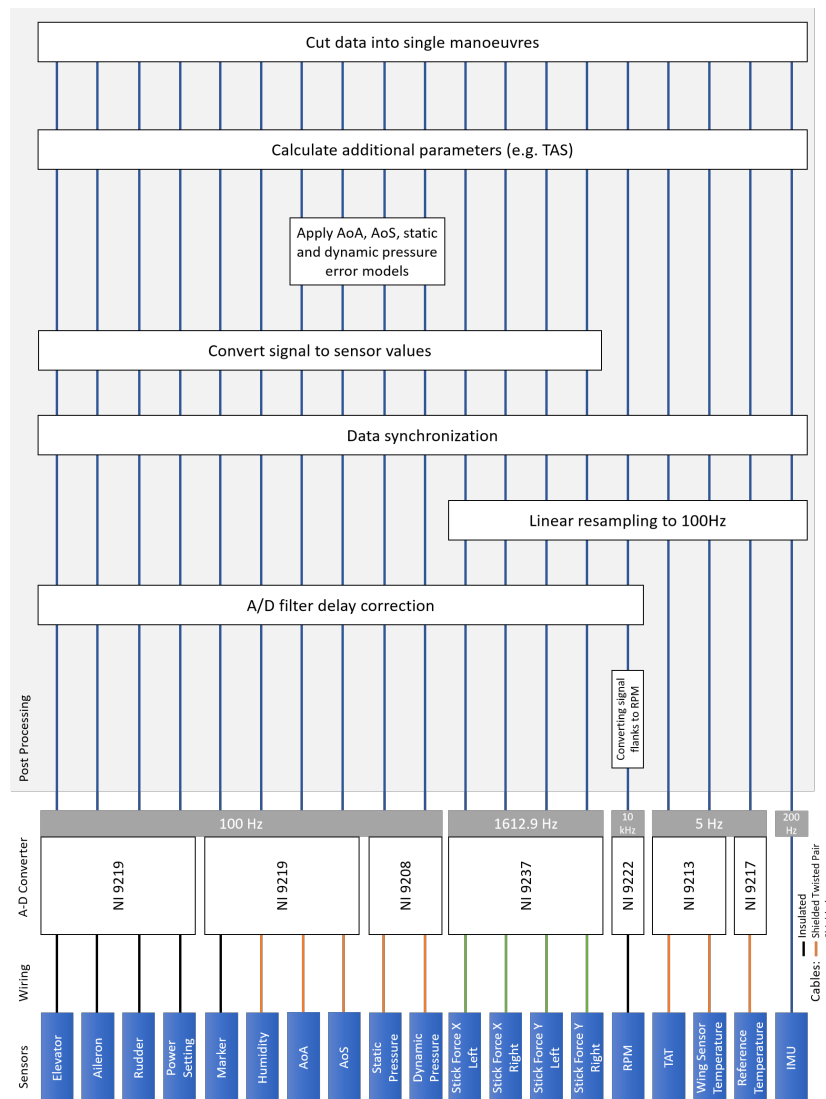 Cut data into single manoeuvres
Calculate additional parameters (e.g. TAS)
Apply AoA, AoS, static
and dynamic pressure
error models
Convert signal to sensor values
Data synchronization
Linear resampling to 100Hz
A/D filter delay correction
Converting signal
flanks to RPM
Post Processing
100 Hz
1612.9 Hz
10
kHz
5 Hz
200
Hz
A-D Converter
NI 9219
NI 9219
NI 9208
NI 9237
NI 9222
NI 9213
NI 9217
Wiring
Cables:
Insulated
Shielded Twisted Pair
Sensors
Elevator
Aileron
Rudder
Power
Setting
Marker
Humidity
AoA
AoS
Static
Pressure
Dynamic
Pressure
Stick Force X
Left
Stick Force X
Right
Stick Force Y
Left
Stick Force Y
Right
RPM
TAT
Wing Sensor
Temperature
Reference
Temperature
IMU